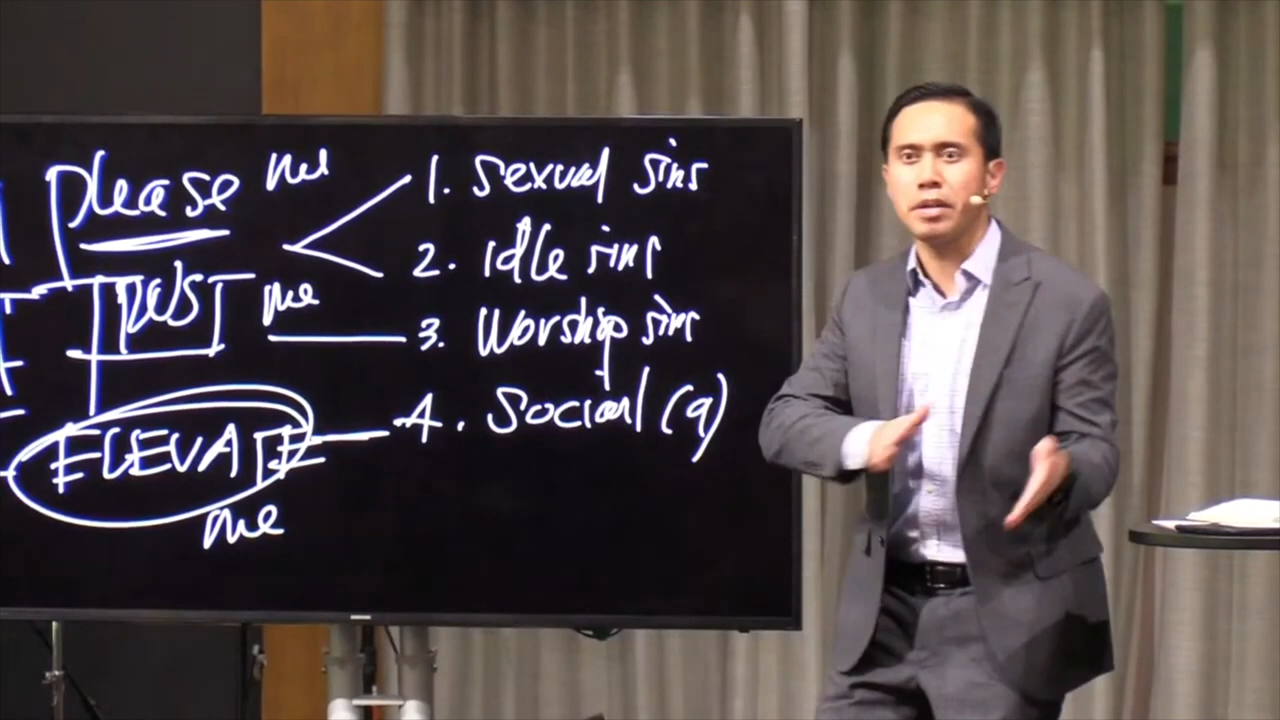 please me
1. sexual sins
2. Idle sins
TRUST me
3. Worship sins
ELEVATE
4. Social (9)
me